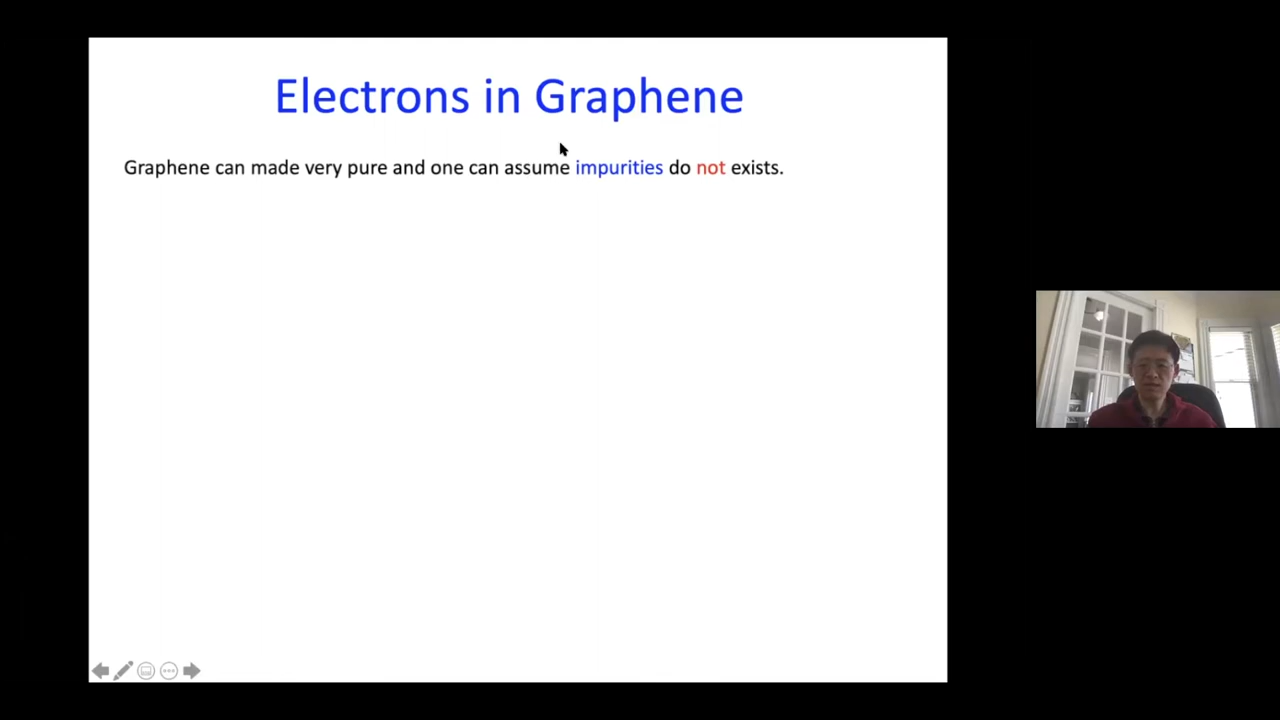 Electrons in Graphene
Graphene can made very pure and one can assume impurities do not exists.